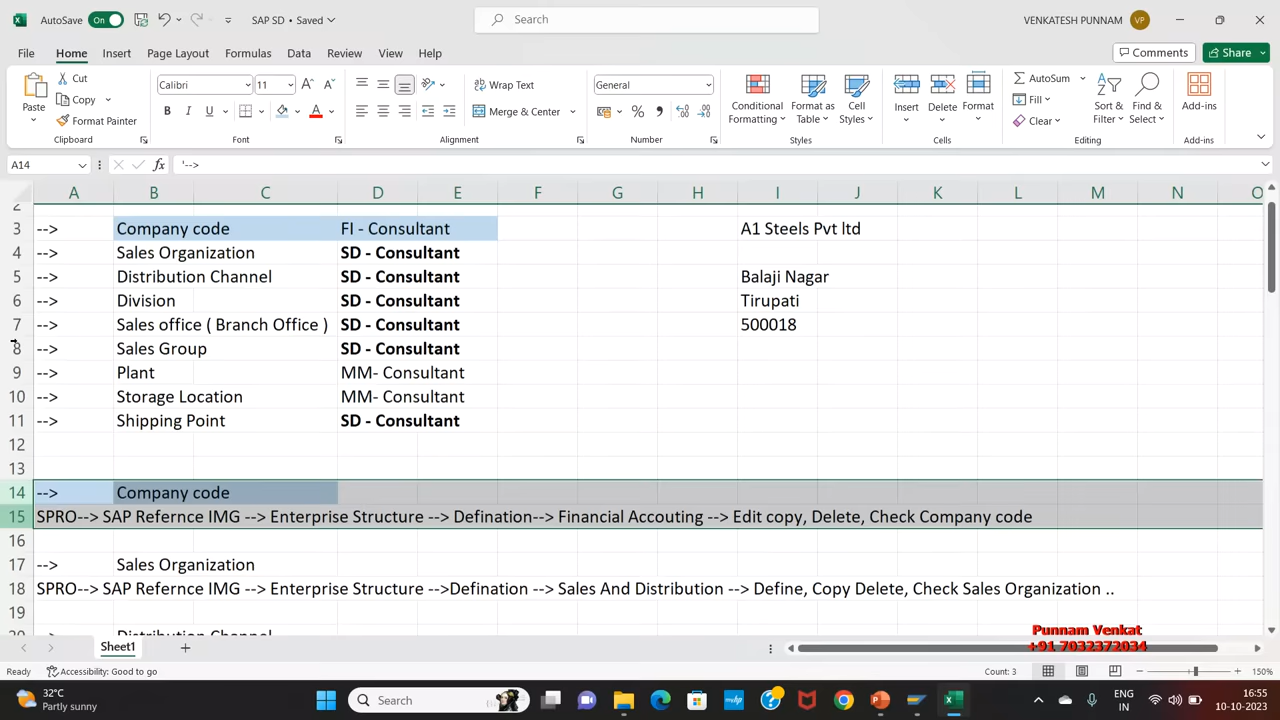 AutoSave On SAP SD • Saved Search VENKATESH PUNNAM VP
File Home Insert Page Layout Formulas Data Review View Help Comments Share
Paste Cut Copy Format Painter Clipboard
Calibri 11 B I U Font
Wrap Text Merge & Center Alignment
General % Number
Conditional Formatting Format as Table Cell Styles Styles
Insert Delete Format Cells
AutoSum Fill Clear Sort & Filter Find & Select Editing
Add-ins Add-ins
A14 fx '-->
A B C D E F G H I J K L M N O
2
3 --> Company code FI - Consultant A1 Steels Pvt ltd
4 --> Sales Organization SD - Consultant
5 --> Distribution Channel SD - Consultant Balaji Nagar
6 --> Division SD - Consultant Tirupati
7 --> Sales office ( Branch Office ) SD - Consultant 500018
8 --> Sales Group SD - Consultant
9 --> Plant MM- Consultant
10 --> Storage Location MM- Consultant
11 --> Shipping Point SD - Consultant
12
13
14 --> Company code
15 SPRO--> SAP Refernce IMG --> Enterprise Structure --> Defination--> Financial Accouting --> Edit copy, Delete, Check Company code
16
17 --> Sales Organization
18 SPRO--> SAP Refernce IMG --> Enterprise Structure -->Defination --> Sales And Distribution --> Define, Copy Delete, Check Sales Organization ..
Distribution Channel
Punnam Venkat
+91 7032372034
Sheet1
Ready Accessibility: Good to go Count: 3 150%
32°C
Partly sunny
Search
ENG
IN
16:55
10-10-2023